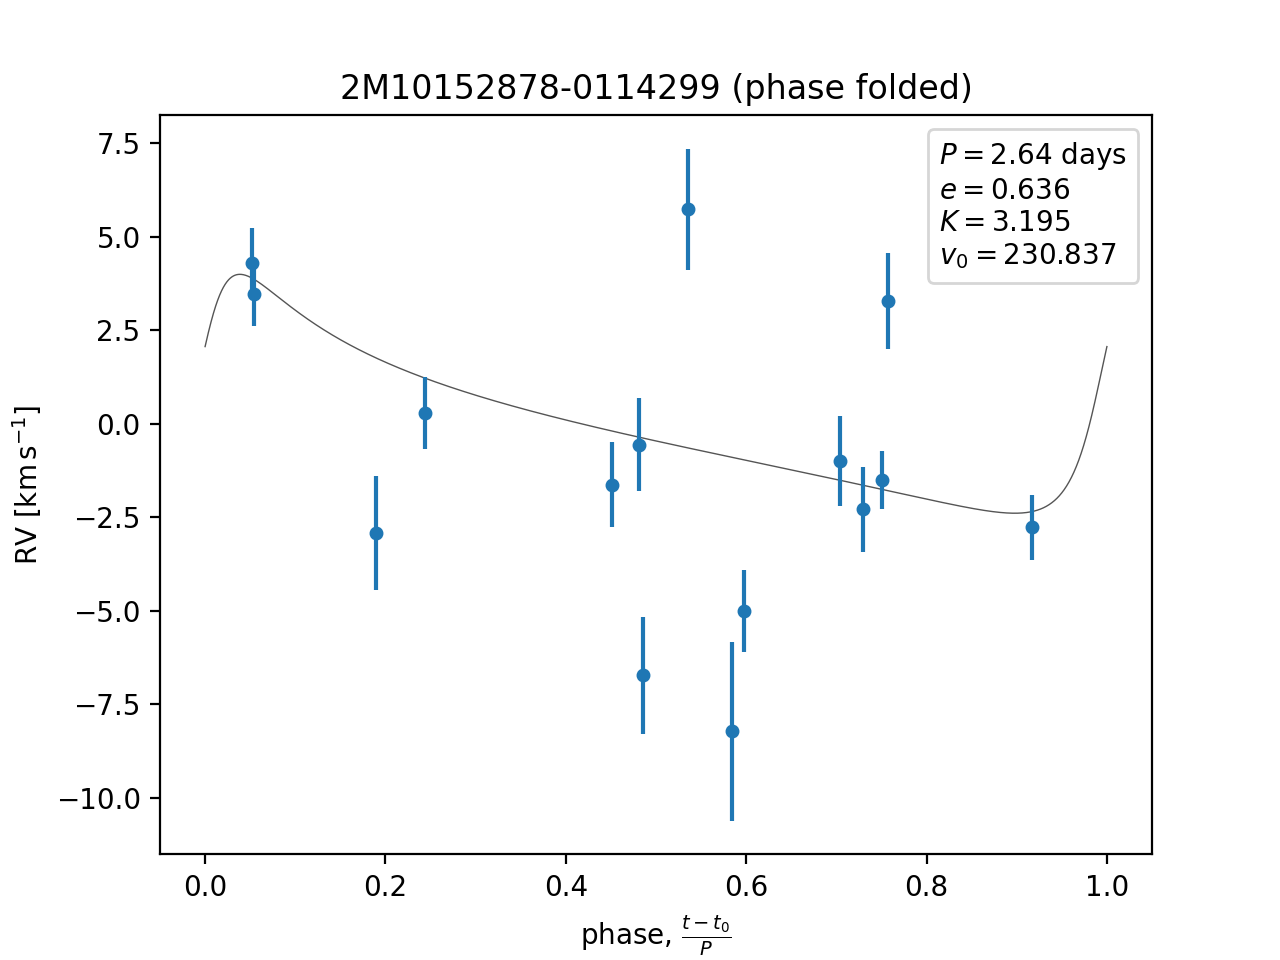 2M10152878-0114299 (phase folded)
P = 2.64 days
e = 0.636
K = 3.195
v₀ = 230.837
7.5
5.0
2.5
0.0
−2.5
−5.0
−7.5
−10.0
RV [km s⁻¹]
0.0 0.2 0.4 0.6 0.8 1.0
phase, (t − t₀)/P